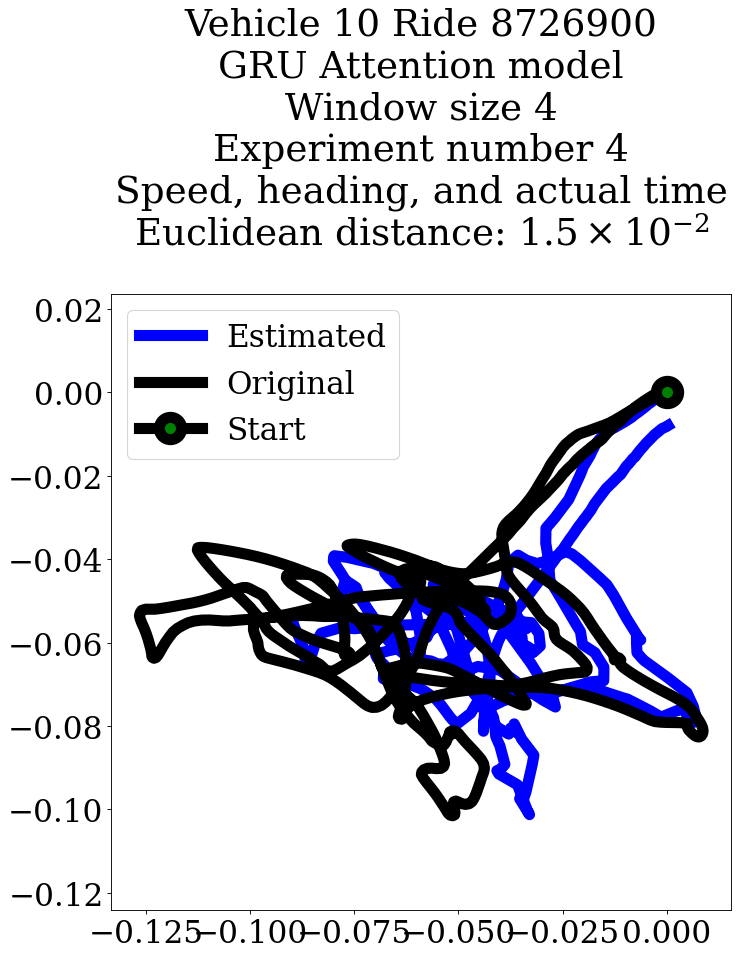 Vehicle 10 Ride 8726900
GRU Attention model
Window size 4
Experiment number 4
Speed, heading, and actual time
Euclidean distance: 1.5 × 10⁻²
Estimated
Original
Start
0.02
0.00
−0.02
−0.04
−0.06
−0.08
−0.10
−0.12
−0.125 −0.100 −0.075 −0.050 −0.025 0.000